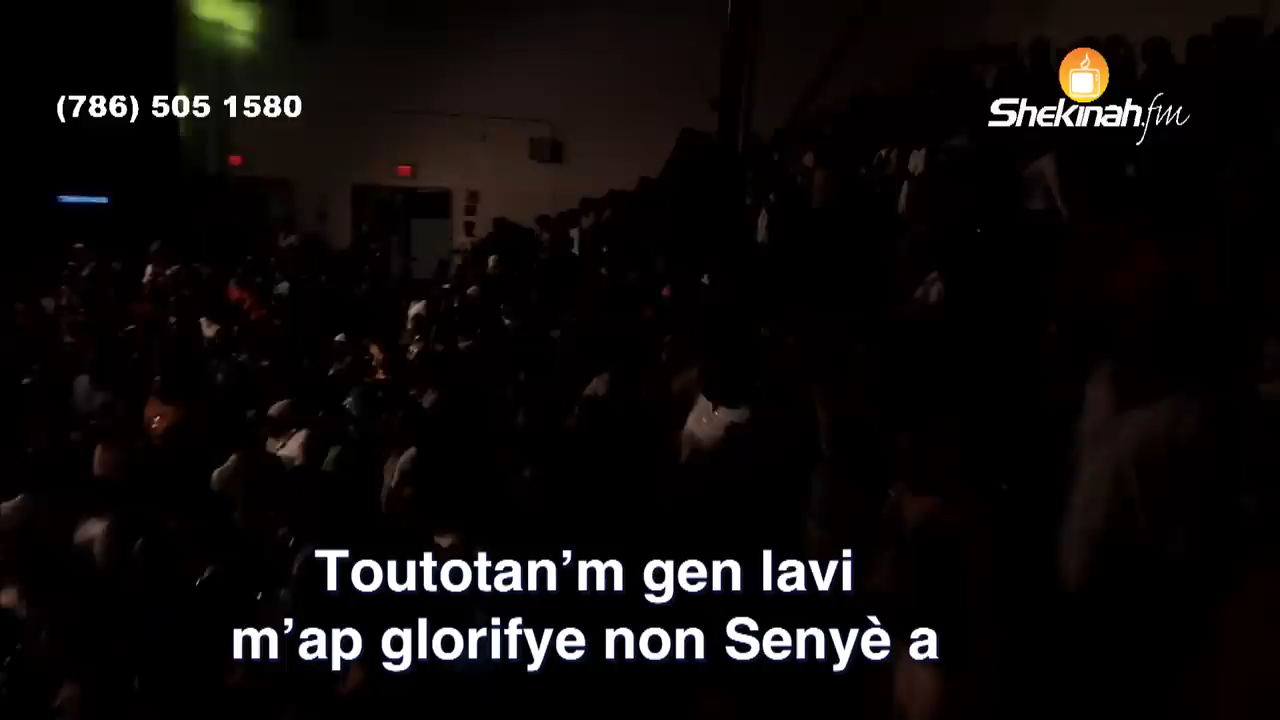 (786) 505 1580
Shekinah.fm
Toutotan’m gen lavi
m’ap glorifye non Senyè a